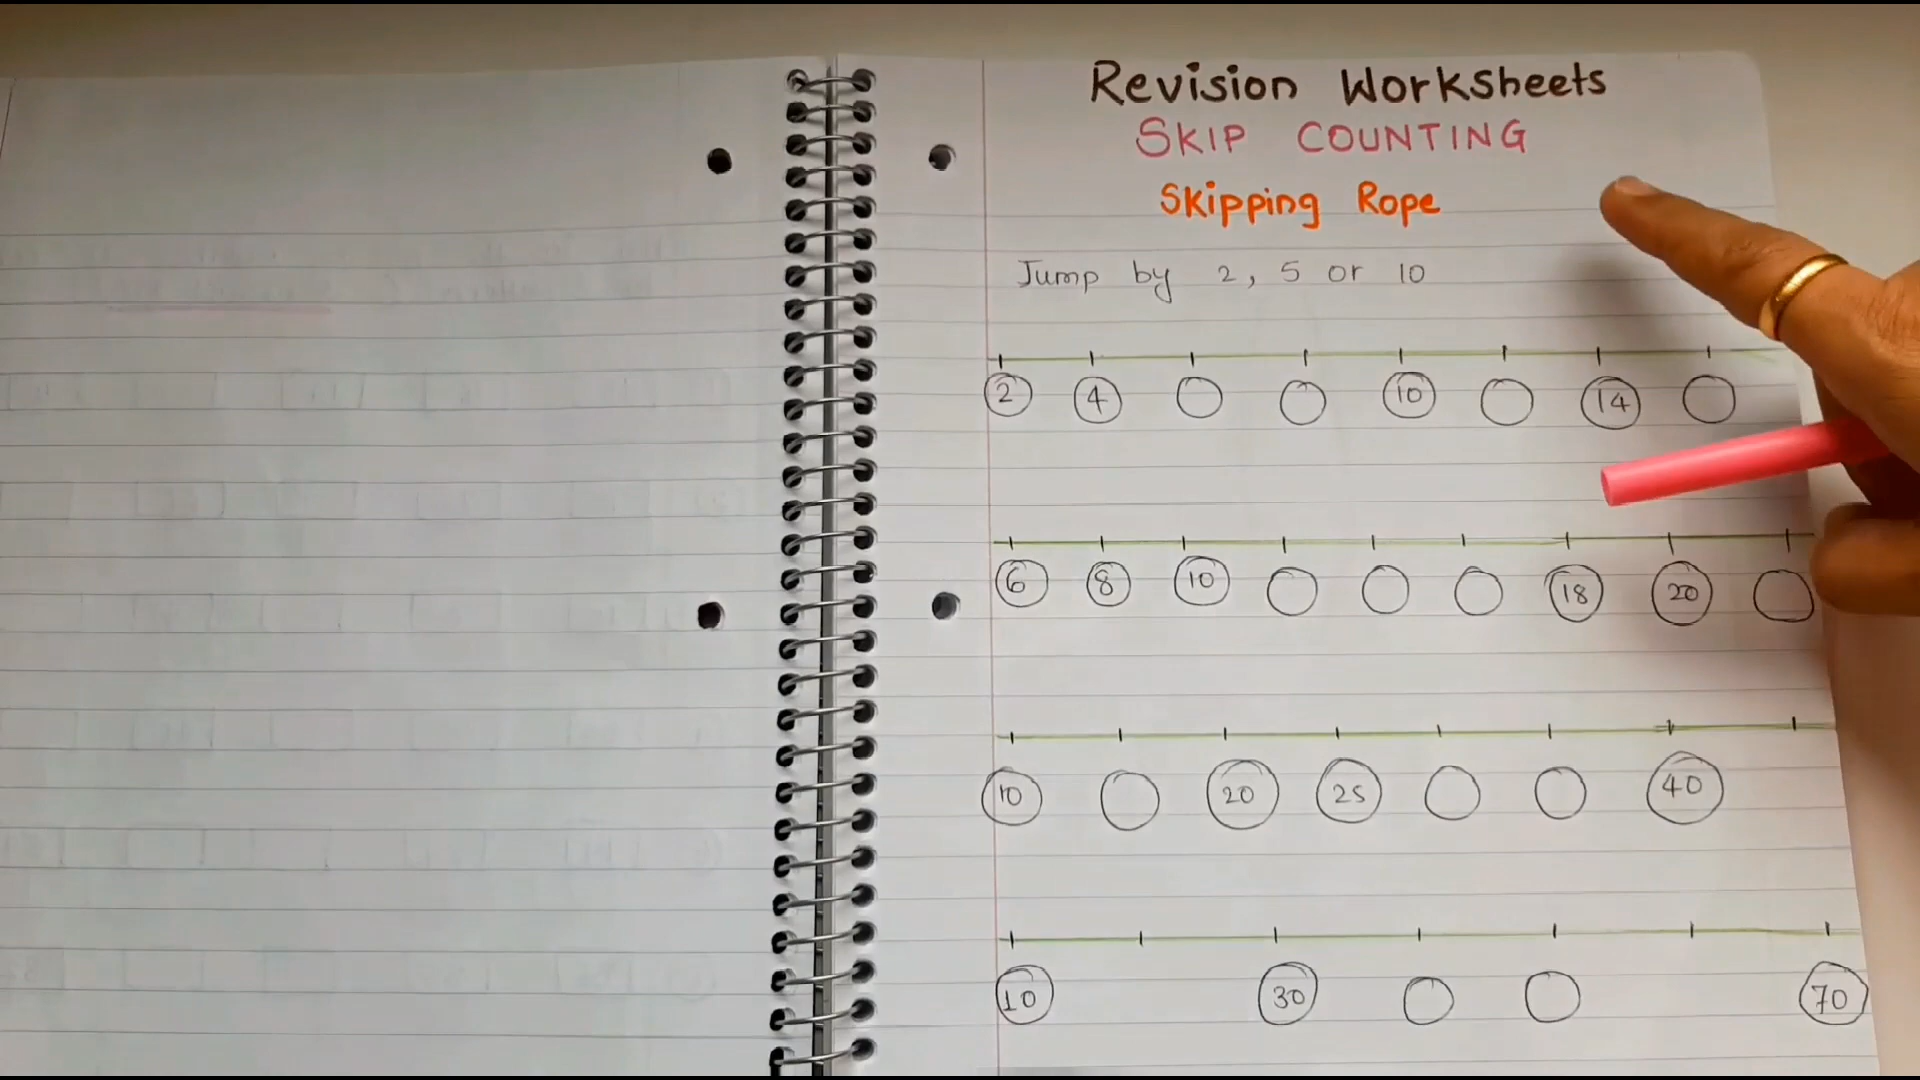 Revision Worksheets
SKIP COUNTING
Skipping Rope
Jump by 2, 5 or 10
2 4 10 14
6 8 10 18 20
10 20 25 40
10 30 70